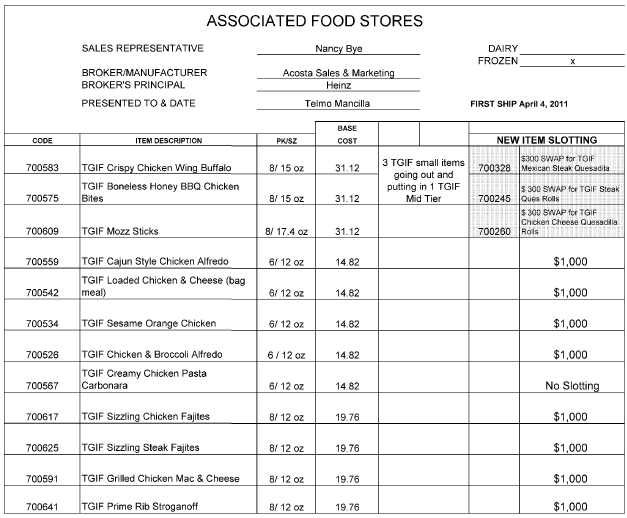 ASSOCIATED FOOD STORES
SALES REPRESENTATIVE Nancy Bye DAIRY
FROZEN x
BROKER/MANUFACTURER Acosta Sales & Marketing
BROKER'S PRINCIPAL Heinz
PRESENTED TO & DATE Telmo Mancilla FIRST SHIP April 4, 2011
BASE
CODE ITEM DESCRIPTION PK/SZ COST NEW ITEM SLOTTING
3 TGIF small items
going out and
putting in 1 TGIF
Mid Tier
$300 SWAP for TGIF
700583 TGIF Crispy Chicken Wing Buffalo 8/ 15 oz 31.12 700328 Mexican Steak Quesadita
TGIF Boneless Honey BBQ Chicken $ 300 SWAP for TGIF Steak
700575 Bites 8/ 15 oz 31.12 700245 Ques Rolls
$ 300 SWAP for TGIF
Chicken Cheese Quesadilla
700609 TGIF Mozz Sticks 8/ 17.4 oz 31.12 700260 Rolls
700559 TGIF Cajun Style Chicken Alfredo 6/ 12 oz 14.82 $1,000
TGIF Loaded Chicken & Cheese (bag
700542 meal) 6/ 12 oz 14.82 $1,000
700534 TGIF Sesame Orange Chicken 6/ 12 oz 14.82 $1,000
700526 TGIF Chicken & Broccoli Alfredo 6 / 12 oz 14.82 $1,000
TGIF Creamy Chicken Pasta
700567 Carbonara 6/ 12 oz 14.82 No Slotting
700617 TGIF Sizzling Chicken Fajites 8/ 12 oz 19.76 $1,000
700625 TGIF Sizzling Steak Fajites 8/ 12 oz 19.76 $1,000
700591 TGIF Grilled Chicken Mac & Cheese 8/ 12 oz 19.76 $1,000
700641 TGIF Prime Rib Stroganoff 8/ 12 oz 19.76 $1,000